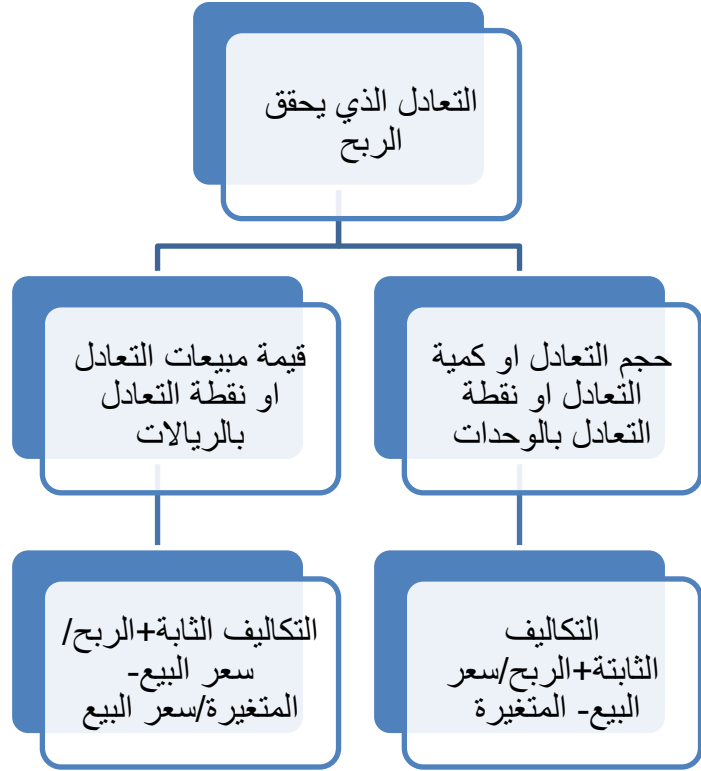 التعادل الذي يحقق
الربح
حجم التعادل او كمية
التعادل او نقطة
التعادل بالوحدات
قيمة مبيعات التعادل
او نقطة التعادل
بالريالات
التكاليف
الثابتة+الربح/سعر
البيع- المتغيرة
التكاليف الثابة+الربح/
سعر البيع-
المتغيرة/سعر البيع